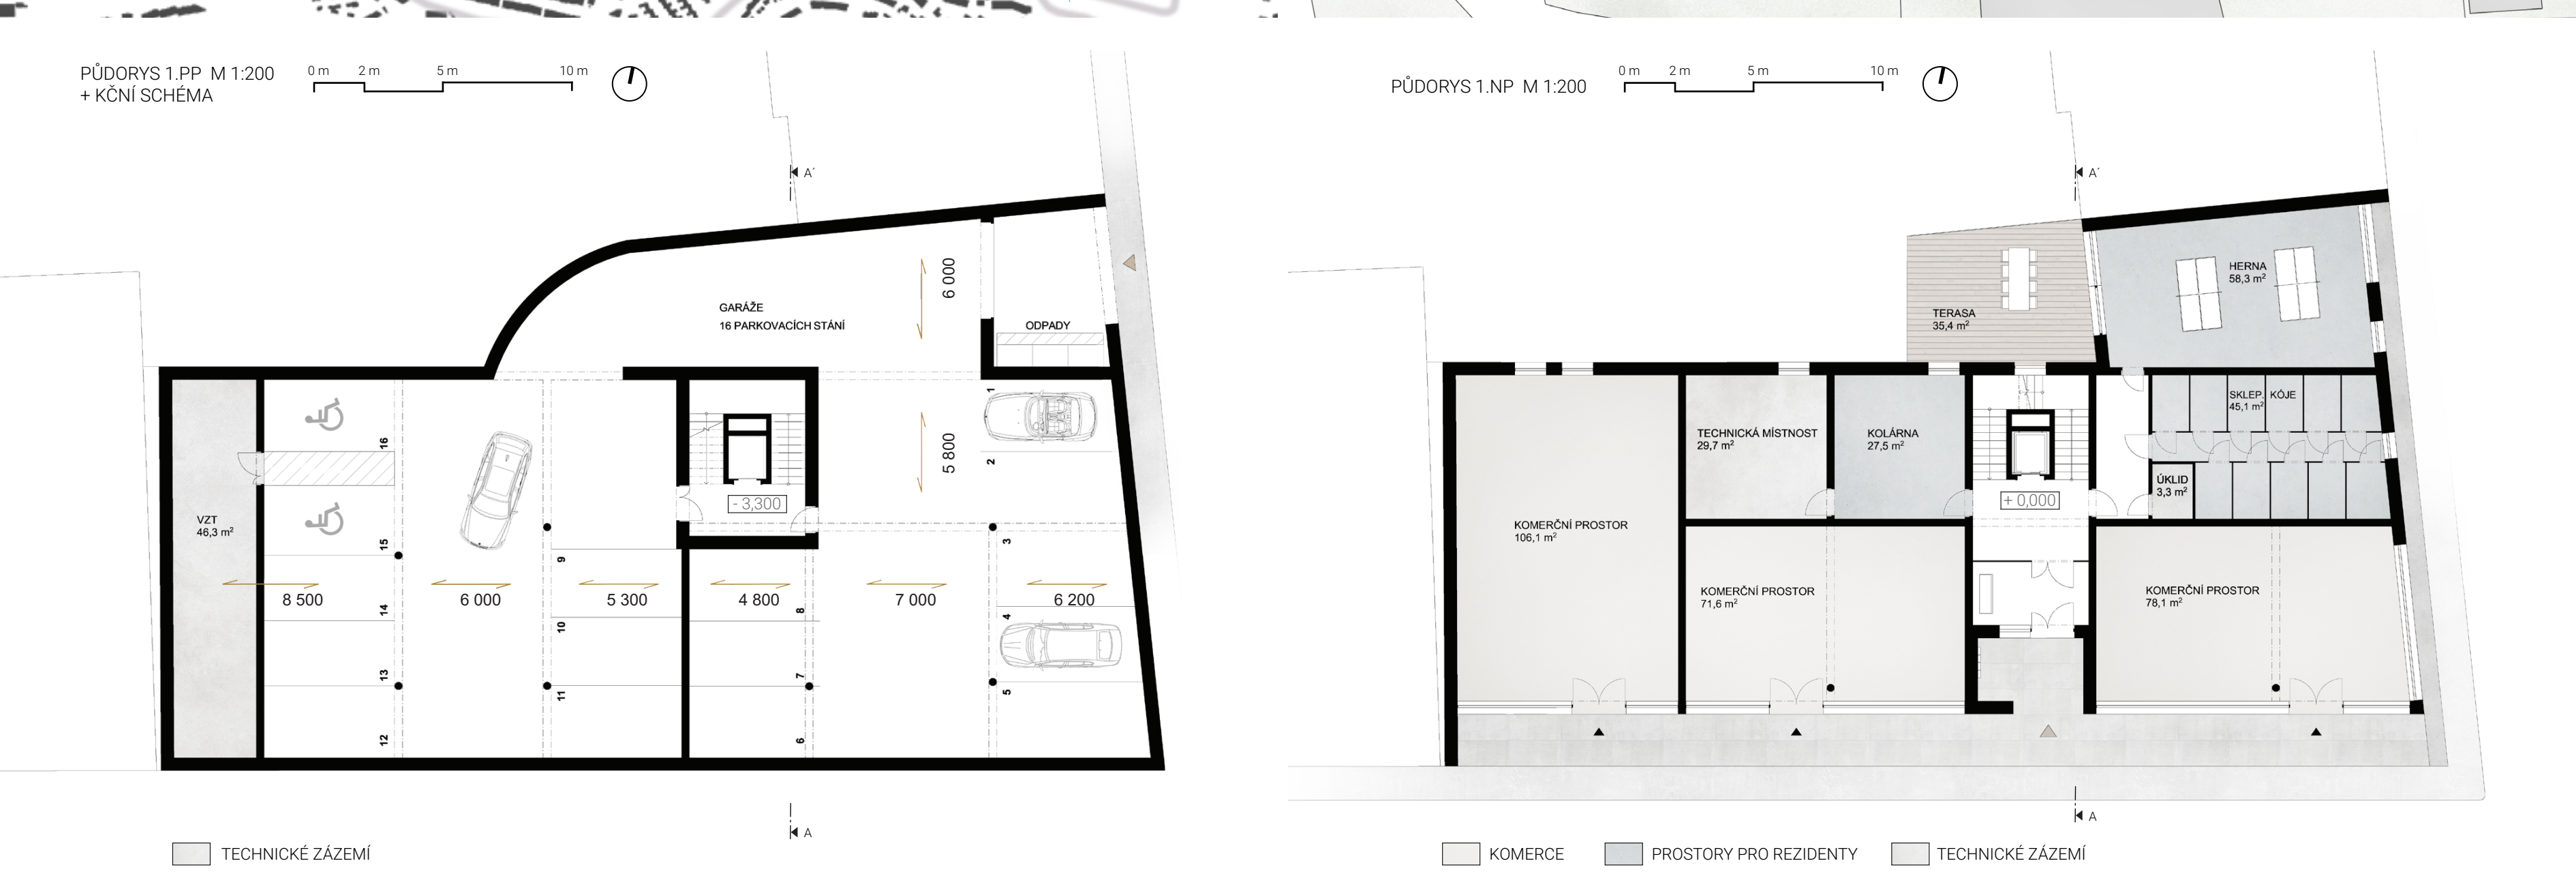 PŮDORYS 1.PP M 1:200
+ KČNÍ SCHÉMA
0 m 2 m 5 m 10 m
A´
GARÁŽE
16 PARKOVACÍCH STÁNÍ
6 000
ODPADY
5 800
1
2
3
4
5
6
7
8
9
10
11
12
13
14
15
16
- 3,300
VZT
46,3 m²
8 500
6 000
5 300
4 800
7 000
6 200
A
TECHNICKÉ ZÁZEMÍ
PŮDORYS 1.NP M 1:200
0 m 2 m 5 m 10 m
A´
HERNA
58,3 m²
TERASA
35,4 m²
SKLEP. KÓJE
45,1 m²
TECHNICKÁ MÍSTNOST
29,7 m²
KOLÁRNA
27,5 m²
ÚKLID
3,3 m²
+ 0,000
KOMERČNÍ PROSTOR
106,1 m²
KOMERČNÍ PROSTOR
71,6 m²
KOMERČNÍ PROSTOR
78,1 m²
A
KOMERCE
PROSTORY PRO REZIDENTY
TECHNICKÉ ZÁZEMÍ